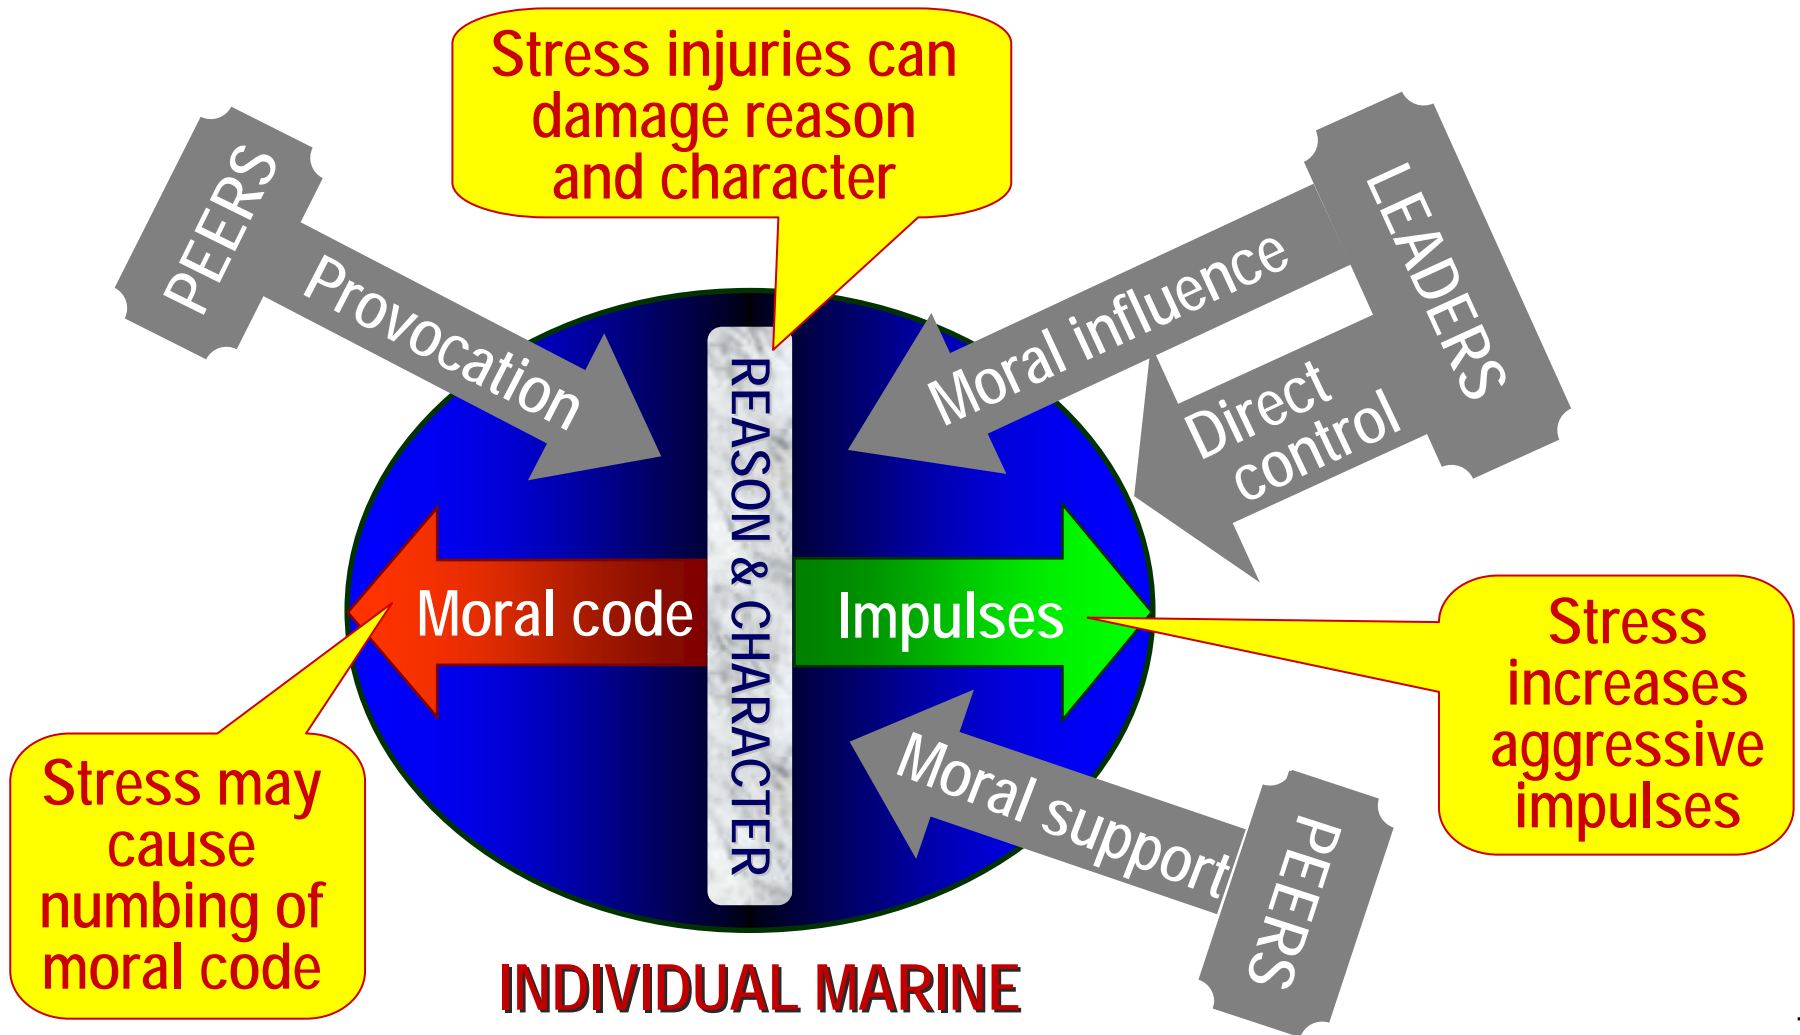 Stress injuries can
damage reason
and character
PEERS
Provocation
LEADERS
Moral influence
Direct
control
REASON & CHARACTER
Moral code
Impulses
Stress
increases
aggressive
impulses
Stress may
cause
numbing of
moral code
Moral support
PEERS
INDIVIDUAL MARINE